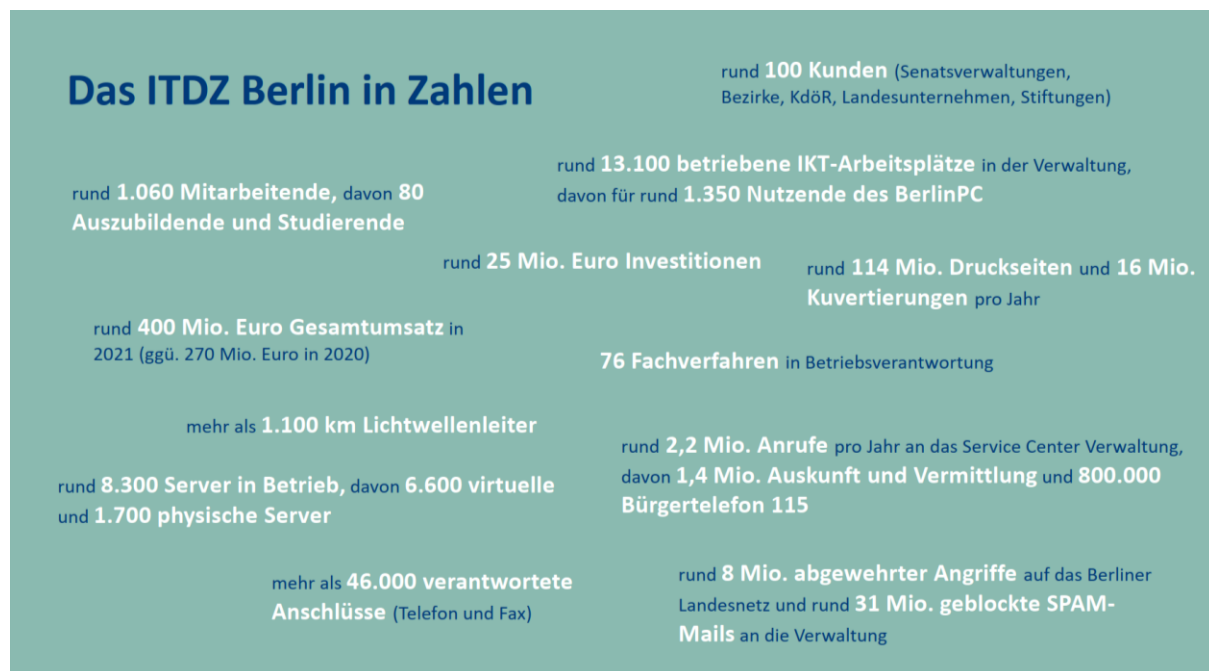 Das ITDZ Berlin in Zahlen
rund 100 Kunden (Senatsverwaltungen,
Bezirke, KdöR, Landesunternehmen, Stiftungen)
rund 13.100 betriebene IKT-Arbeitsplätze in der Verwaltung,
davon für rund 1.350 Nutzende des BerlinPC
rund 1.060 Mitarbeitende, davon 80
Auszubildende und Studierende
rund 25 Mio. Euro Investitionen
rund 114 Mio. Druckseiten und 16 Mio.
Kuvertierungen pro Jahr
rund 400 Mio. Euro Gesamtumsatz in
2021 (ggü. 270 Mio. Euro in 2020)
76 Fachverfahren in Betriebsverantwortung
mehr als 1.100 km Lichtwellenleiter
rund 2,2 Mio. Anrufe pro Jahr an das Service Center Verwaltung,
davon 1,4 Mio. Auskunft und Vermittlung und 800.000
Bürgertelefon 115
rund 8.300 Server in Betrieb, davon 6.600 virtuelle
und 1.700 physische Server
mehr als 46.000 verantwortete
Anschlüsse (Telefon und Fax)
rund 8 Mio. abgewehrter Angriffe auf das Berliner
Landesnetz und rund 31 Mio. geblockte SPAM-
Mails an die Verwaltung